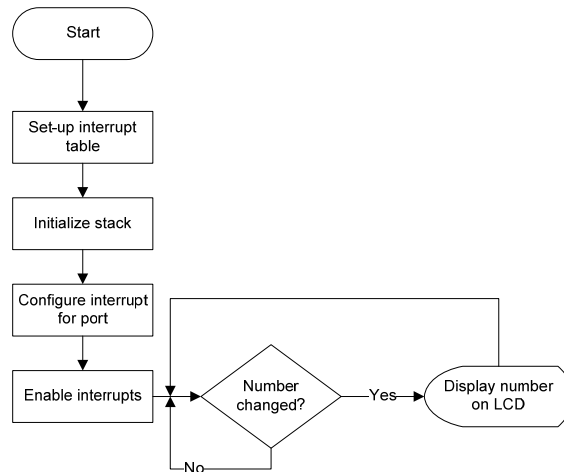 Start
Set-up interrupt
table
Initialize stack
Configure interrupt
for port
Enable interrupts
Number
changed?
Yes
Display number
on LCD
No